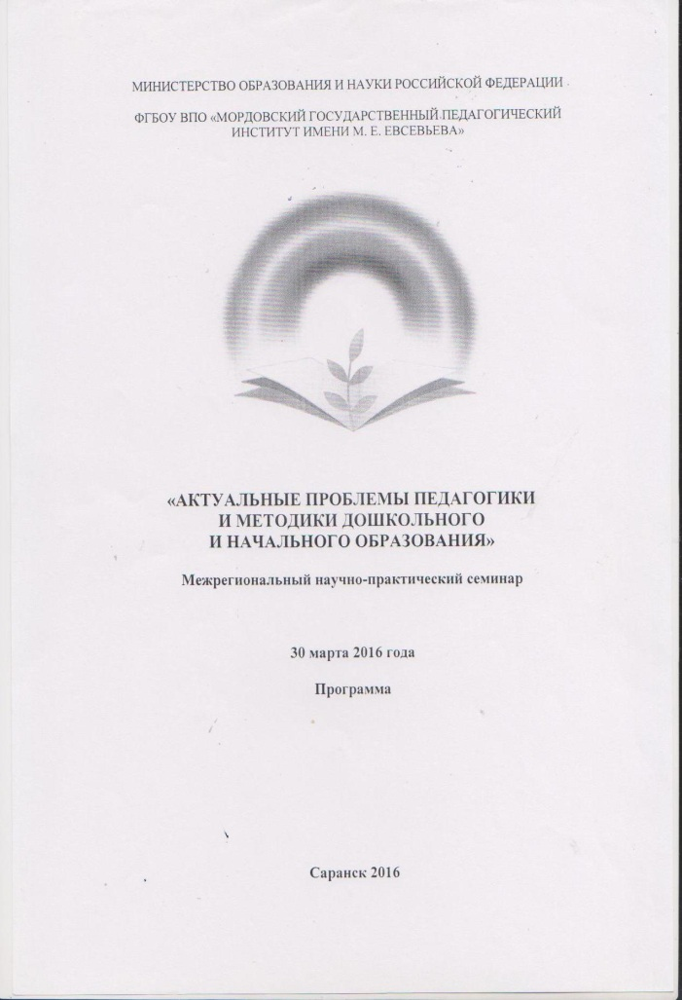 МИНИСТЕРСТВО ОБРАЗОВАНИЯ И НАУКИ РОССИЙСКОЙ ФЕДЕРАЦИИ
ФГБОУ ВПО «МОРДОВСКИЙ ГОСУДАРСТВЕННЫЙ ПЕДАГОГИЧЕСКИЙ
ИНСТИТУТ ИМЕНИ М. Е. ЕВСЕВЬЕВА»
«АКТУАЛЬНЫЕ ПРОБЛЕМЫ ПЕДАГОГИКИ
И МЕТОДИКИ ДОШКОЛЬНОГО
И НАЧАЛЬНОГО ОБРАЗОВАНИЯ»
Межрегиональный научно-практический семинар
30 марта 2016 года
Программа
Саранск 2016